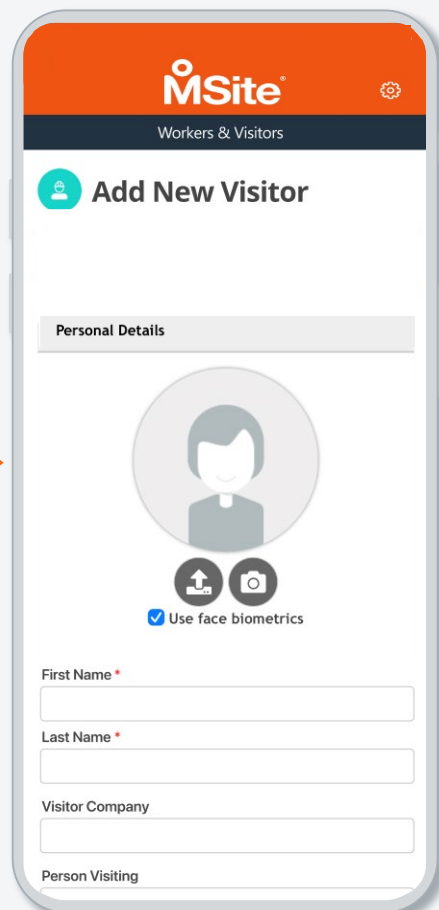 MSite®
Workers & Visitors
Add New Visitor
Personal Details
Use face biometrics
First Name *
Last Name *
Visitor Company
Person Visiting